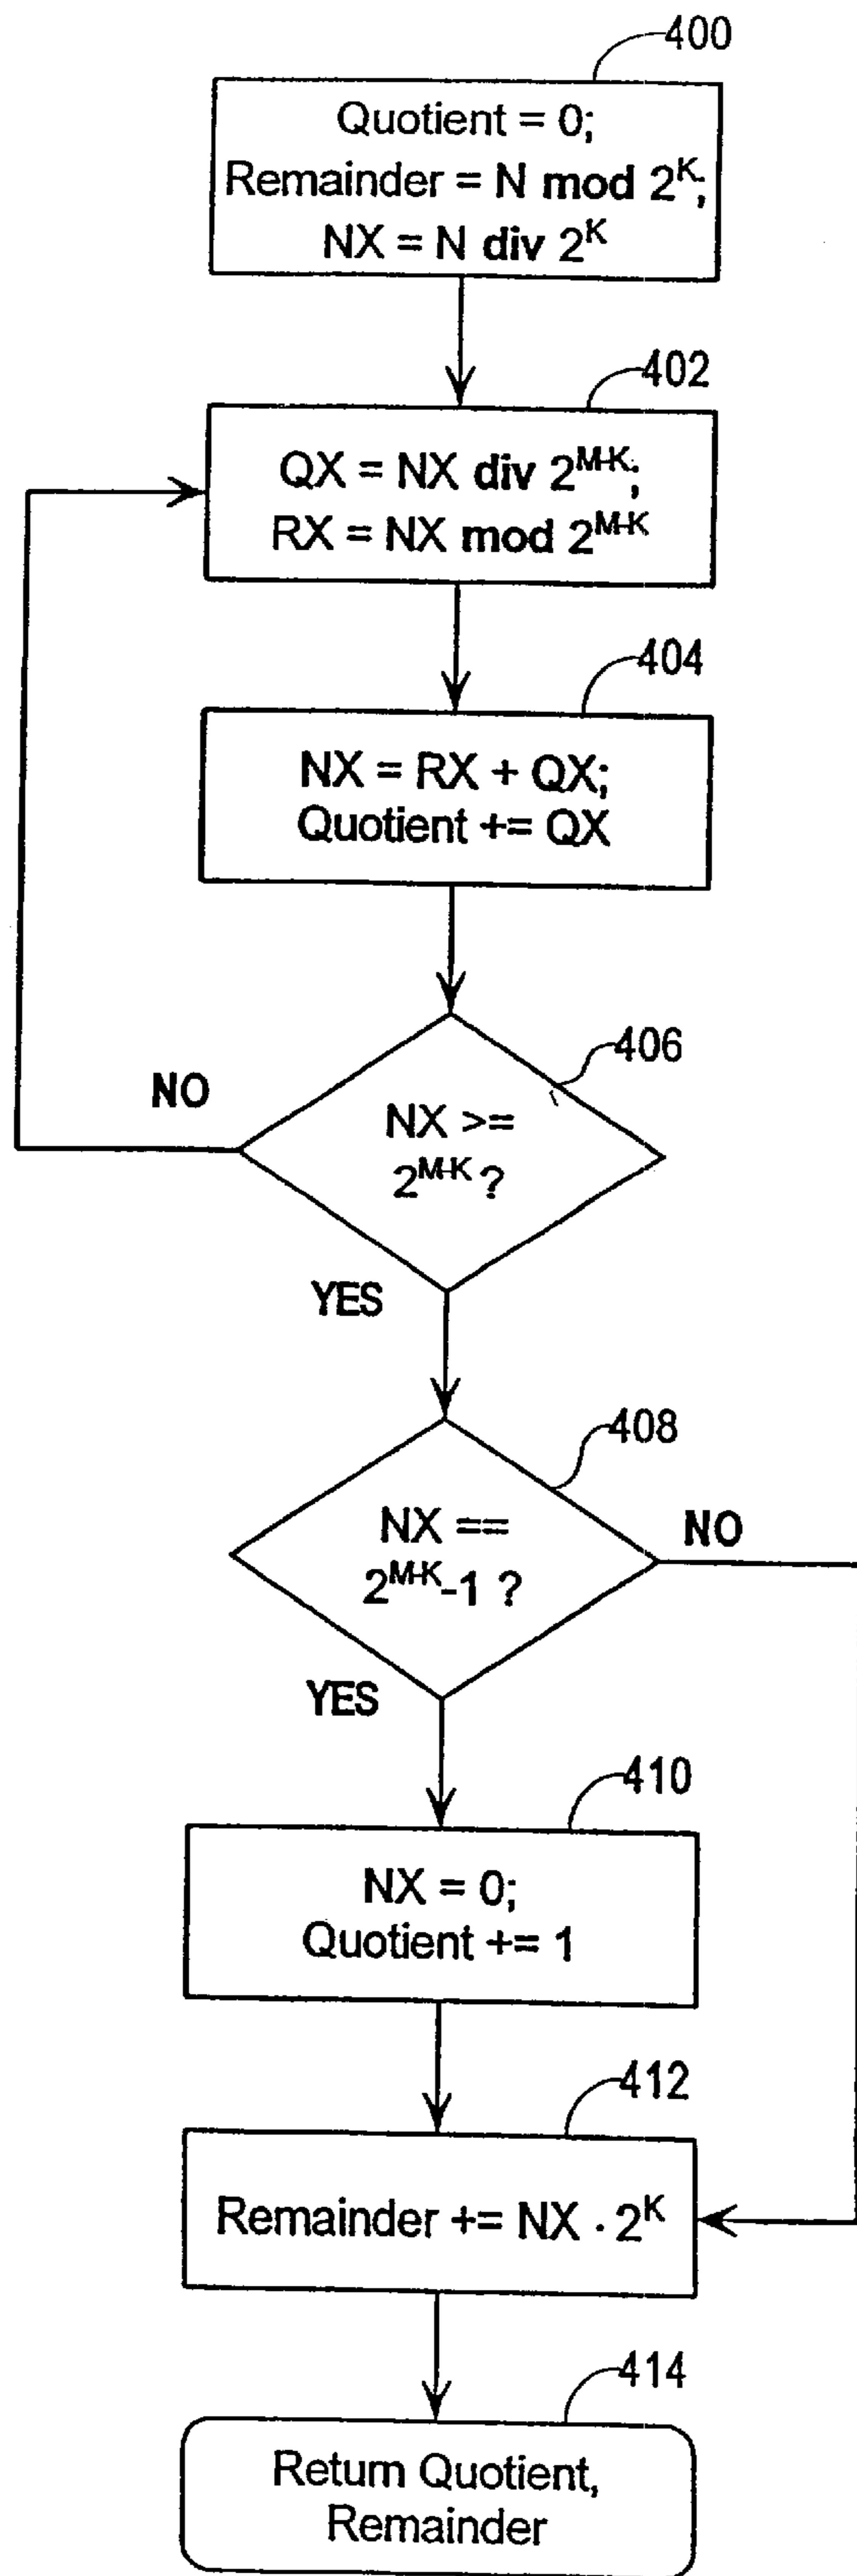 400
Quotient = 0;
Remainder = N mod 2^K;
NX = N div 2^K
402
QX = NX div 2^M-K;
RX = NX mod 2^M-K
404
NX = RX + QX;
Quotient += QX
406
NO
NX >=
2^M-K ?
YES
408
NX ==
2^M-K-1 ?
NO
YES
410
NX = 0;
Quotient += 1
412
Remainder += NX · 2^K
414
Return Quotient,
Remainder